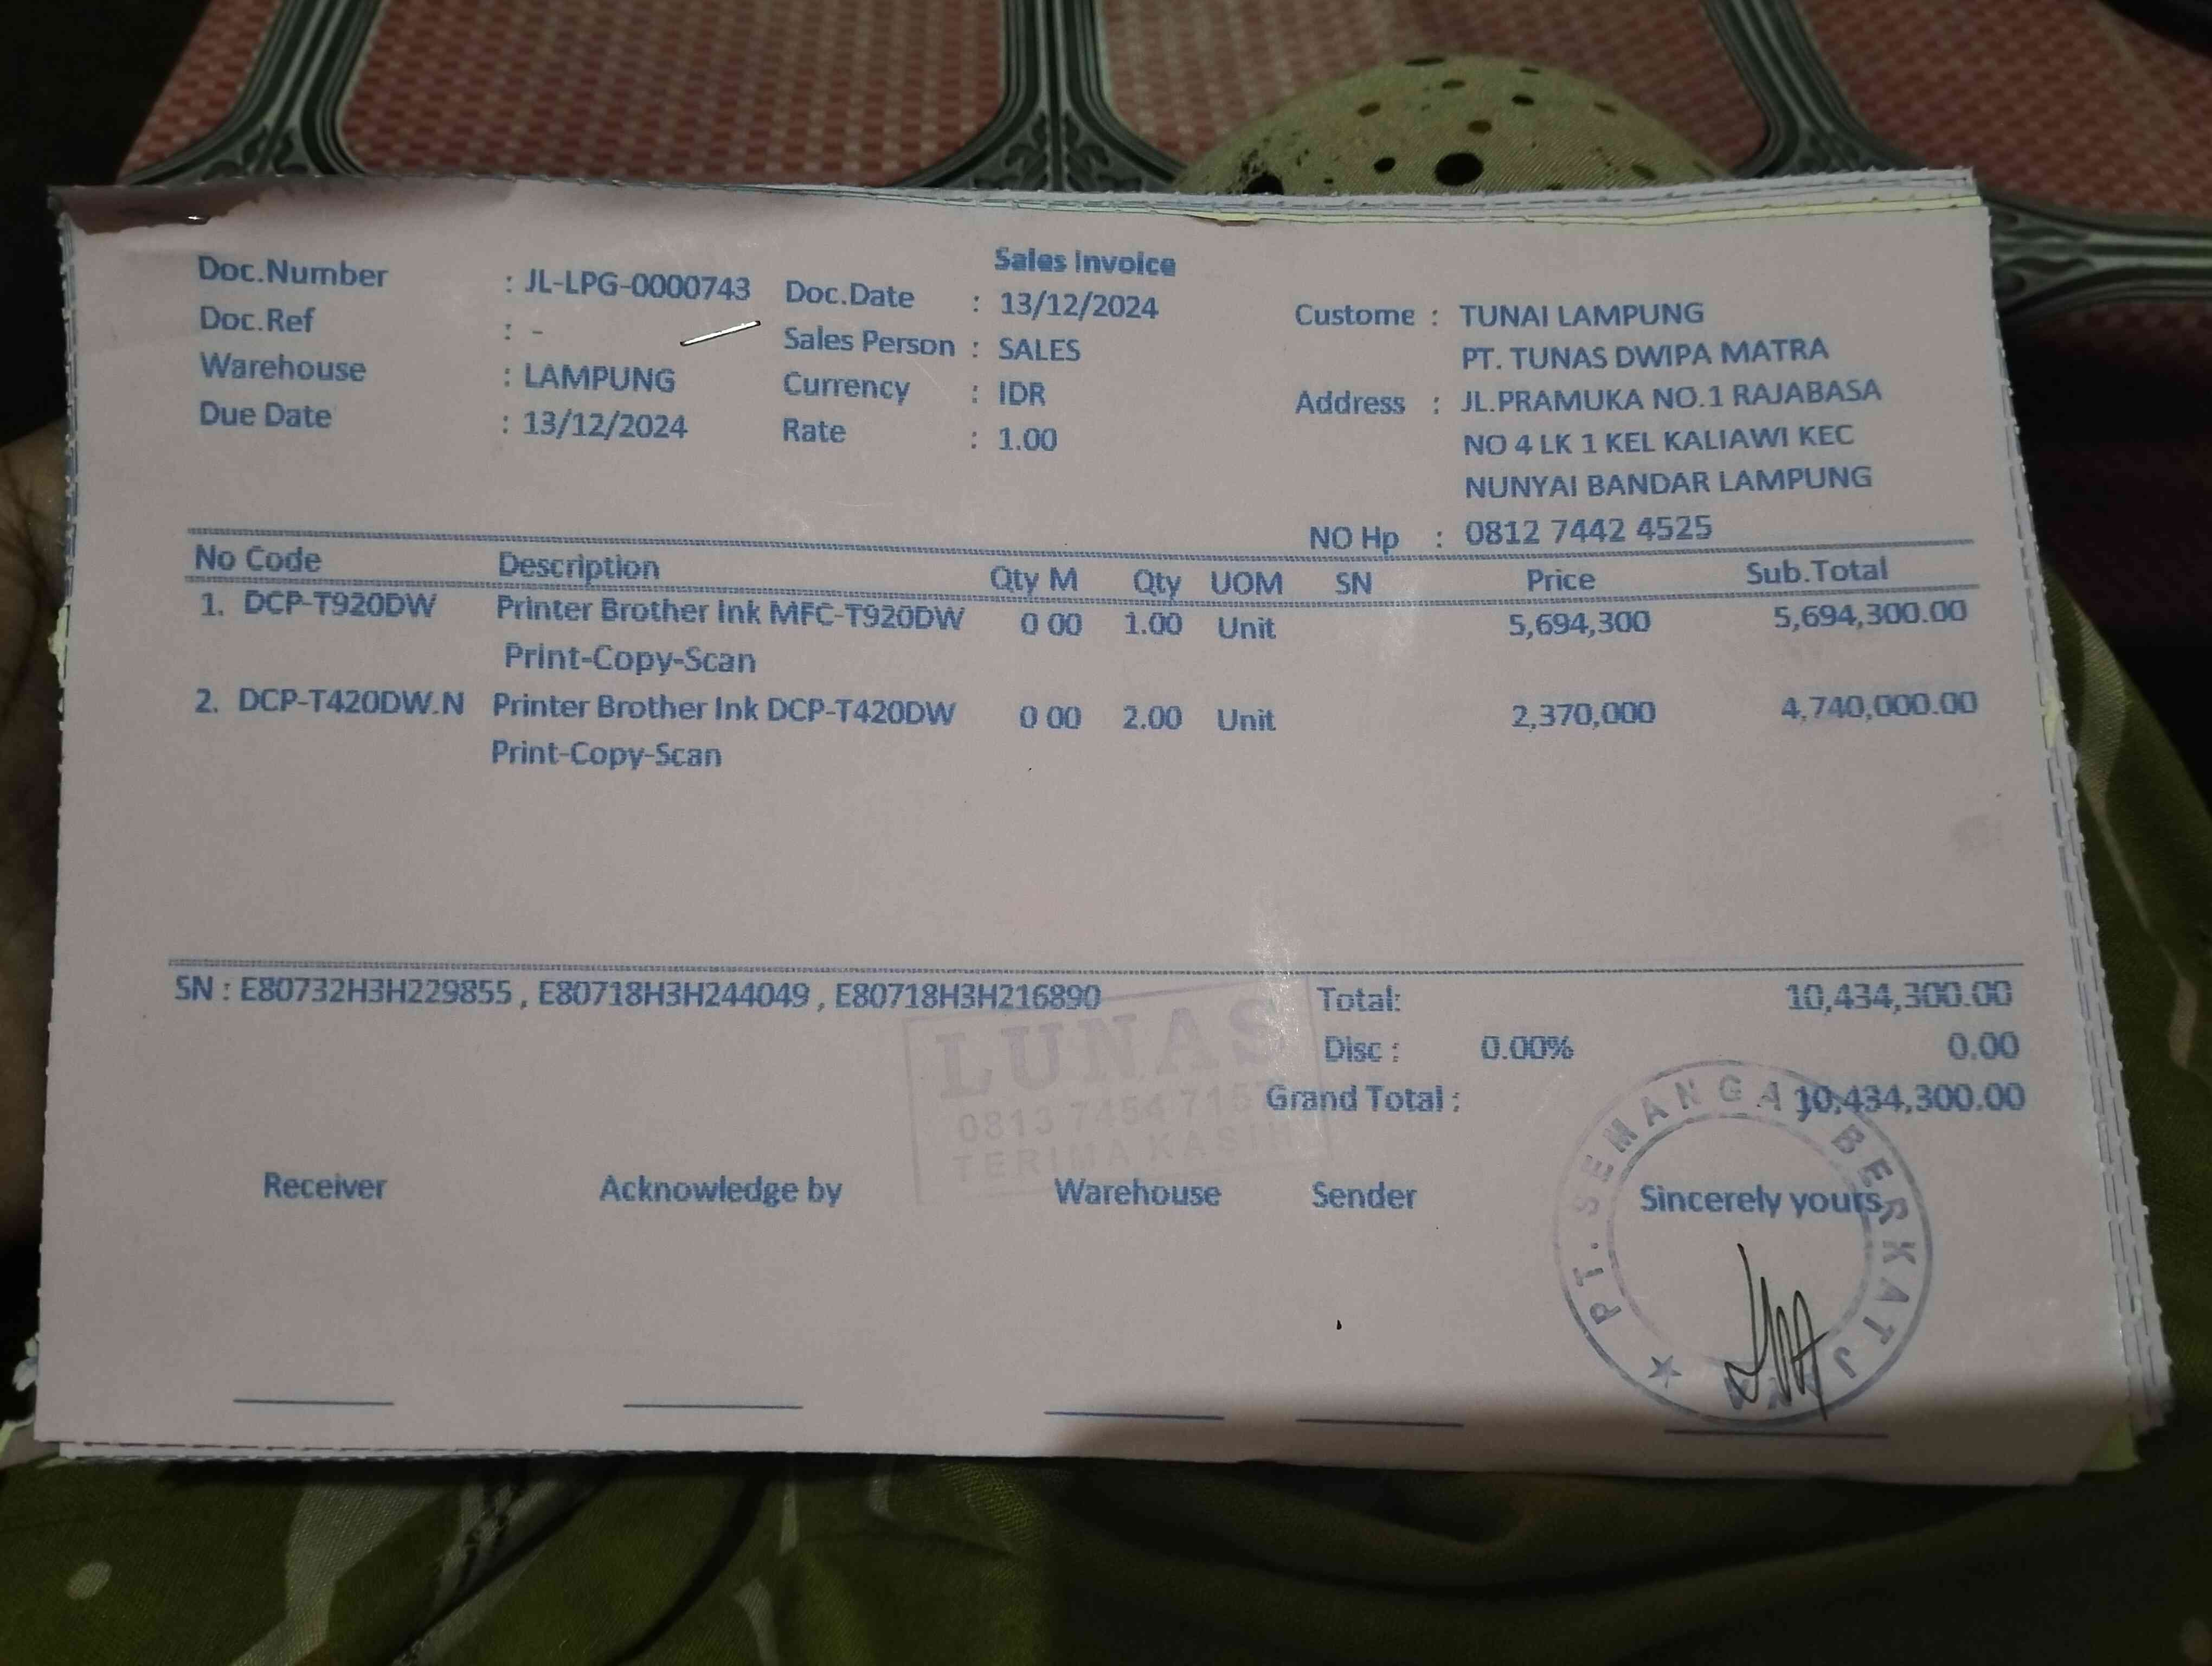 Sales Invoice
Doc.Number : JL-LPG-0000743 Doc.Date : 13/12/2024 Custome : TUNAI LAMPUNG
Doc.Ref : - Sales Person : SALES PT. TUNAS DWIPA MATRA
Warehouse : LAMPUNG Currency : IDR Address : JL.PRAMUKA NO.1 RAJABASA
Due Date : 13/12/2024 Rate : 1.00 NO 4 LK 1 KEL KALIAWI KEC
NUNYAI BANDAR LAMPUNG
NO Hp : 0812 7442 4525
No Code Description Qty M Qty UOM SN Price Sub.Total
1. DCP-T920DW Printer Brother Ink MFC-T920DW 0 00 1.00 Unit 5,694,300 5,694,300.00
Print-Copy-Scan
2. DCP-T420DW.N Printer Brother Ink DCP-T420DW 0 00 2.00 Unit 2,370,000 4,740,000.00
Print-Copy-Scan
SN : E80732H3H229855 , E80718H3H244049 , E80718H3H216890 Total: 10,434,300.00
Disc : 0.00% 0.00
Grand Total : 10,434,300.00
LUNAS
0813 7454
TERIMA KASIH
Receiver Acknowledge by Warehouse Sender Sincerely yours,
PT. SEMANGAT BERKAT J